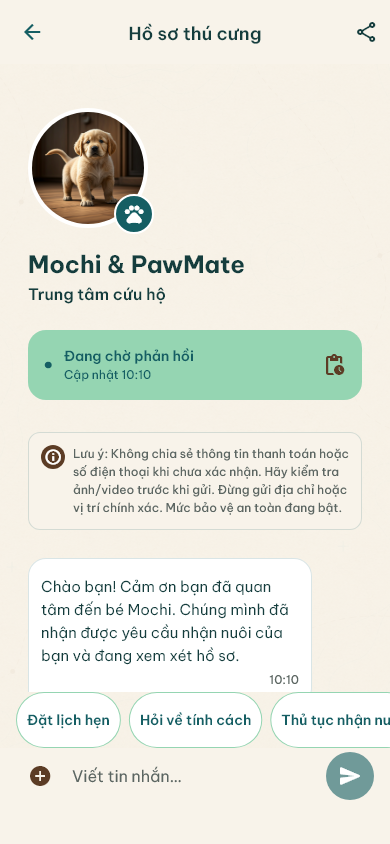 Hồ sơ thú cưng
Mochi & PawMate
Trung tâm cứu hộ
Đang chờ phản hồi
Cập nhật 10:10
Lưu ý: Không chia sẻ thông tin thanh toán hoặc
số điện thoại khi chưa xác nhận. Hãy kiểm tra
ảnh/video trước khi gửi. Đừng gửi địa chỉ hoặc
vị trí chính xác. Mức bảo vệ an toàn đang bật.
Chào bạn! Cảm ơn bạn đã quan
tâm đến bé Mochi. Chúng mình đã
nhận được yêu cầu nhận nuôi của
bạn và đang xem xét hồ sơ.
10:10
Đặt lịch hẹn
Hỏi về tính cách
Thủ tục nhận nu
Viết tin nhắn...